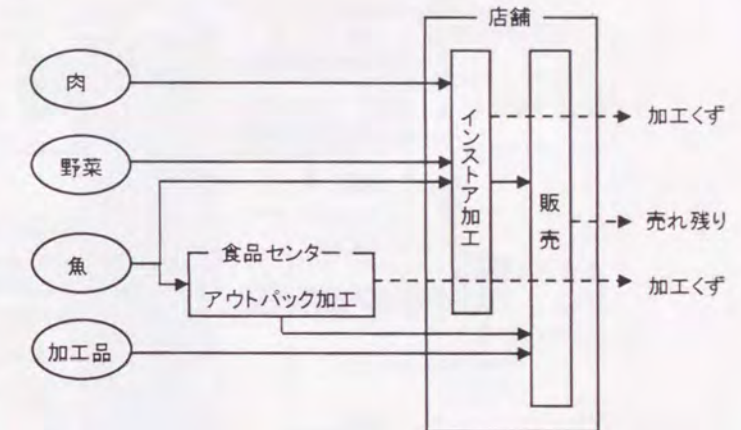 店舗
肉
野菜
魚
加工品
食品センター
アウトパック加工
インストア加工
販売
加工くず
売れ残り
加工くず